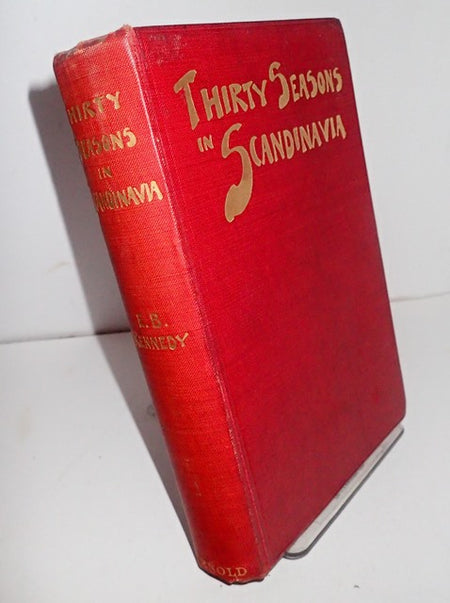 THIRTY SEASONS
IN SCANDINAVIA
THIRTY
SEASONS
IN
SCANDINAVIA
E. B.
KENNEDY
ARNOLD